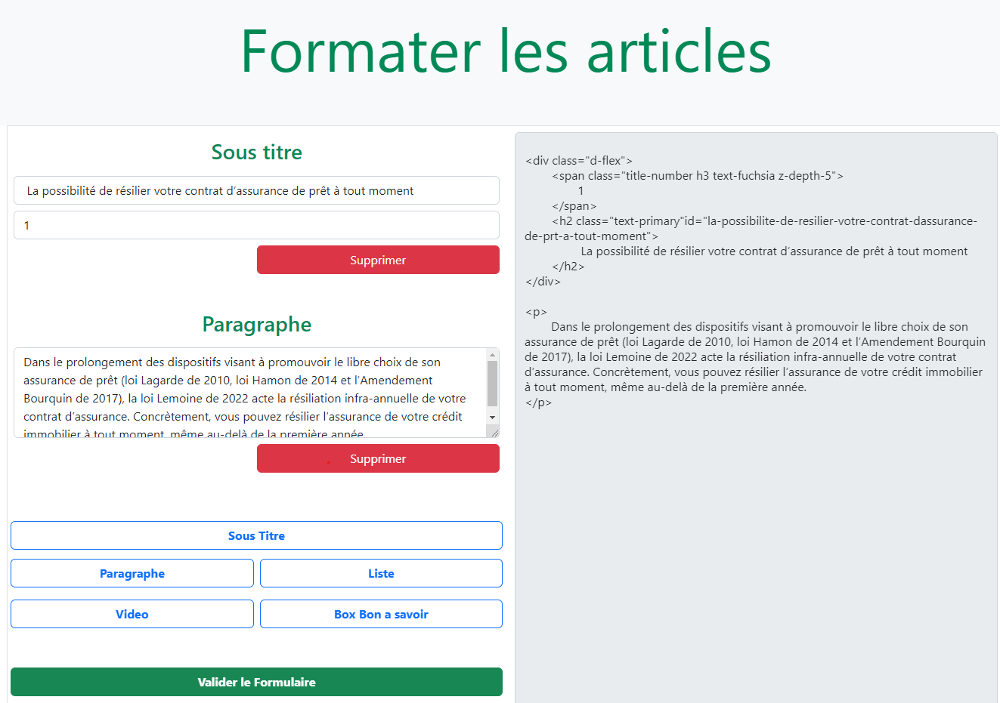 Formater les articles
Sous titre
La possibilité de résilier votre contrat d’assurance de prêt à tout moment
1
Supprimer
Paragraphe
Dans le prolongement des dispositifs visant à promouvoir le libre choix de son
assurance de prêt (loi Lagarde de 2010, loi Hamon de 2014 et l’Amendement
Bourquin de 2017), la loi Lemoine de 2022 acte la résiliation infra-annuelle de votre
contrat d’assurance. Concrètement, vous pouvez résilier l’assurance de votre crédit
immobilier à tout moment, même au-delà de la première année.
Supprimer
Sous Titre
Paragraphe
Liste
Video
Box Bon a savoir
Valider le Formulaire
<div class="d-flex">
<span class="title-number h3 text-fuchsia z-depth-5">
1
</span>
<h2 class="text-primary"id="la-possibilite-de-resilier-votre-contrat-dassurance-
de-prt-a-tout-moment">
La possibilité de résilier votre contrat d’assurance de prêt à tout moment
</h2>
</div>
<p>
Dans le prolongement des dispositifs visant à promouvoir le libre choix de son
assurance de prêt (loi Lagarde de 2010, loi Hamon de 2014 et l’Amendement Bourquin
de 2017), la loi Lemoine de 2022 acte la résiliation infra-annuelle de votre contrat
d’assurance. Concrètement, vous pouvez résilier l’assurance de votre crédit immobilier
à tout moment, même au-delà de la première année.
</p>